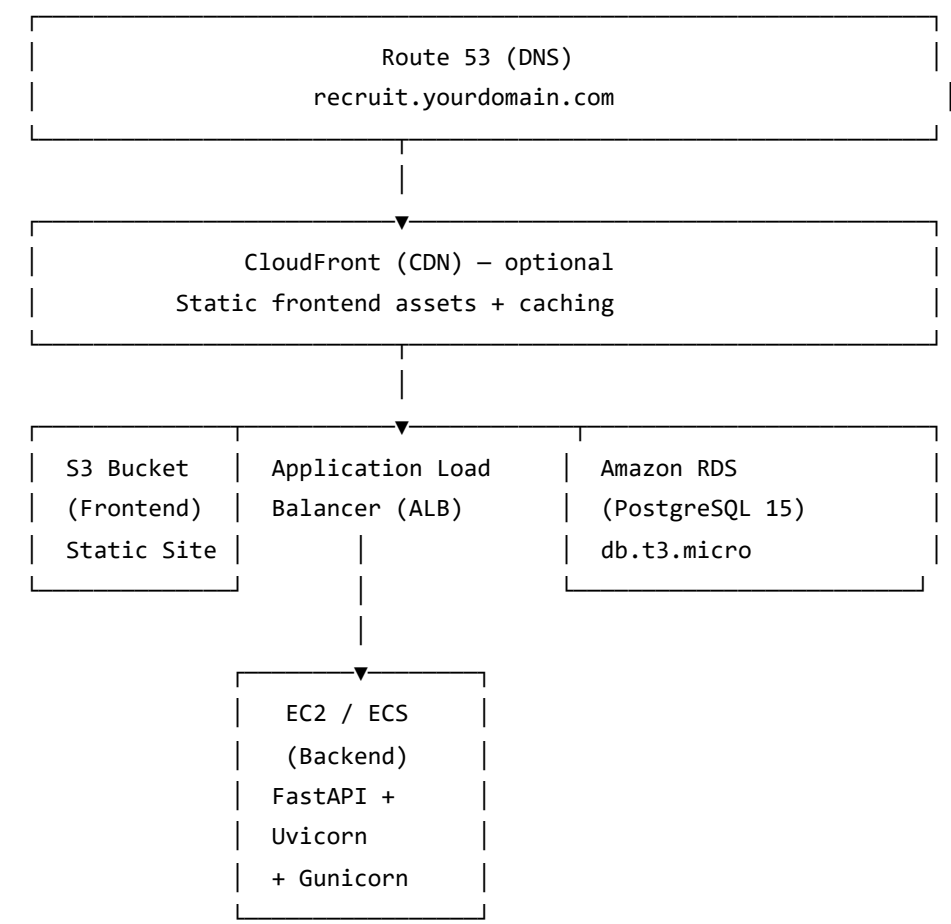 Route 53 (DNS)
recruit.yourdomain.com
CloudFront (CDN) — optional
Static frontend assets + caching
S3 Bucket
(Frontend)
Static Site
Application Load
Balancer (ALB)
Amazon RDS
(PostgreSQL 15)
db.t3.micro
EC2 / ECS
(Backend)
FastAPI +
Uvicorn
+ Gunicorn